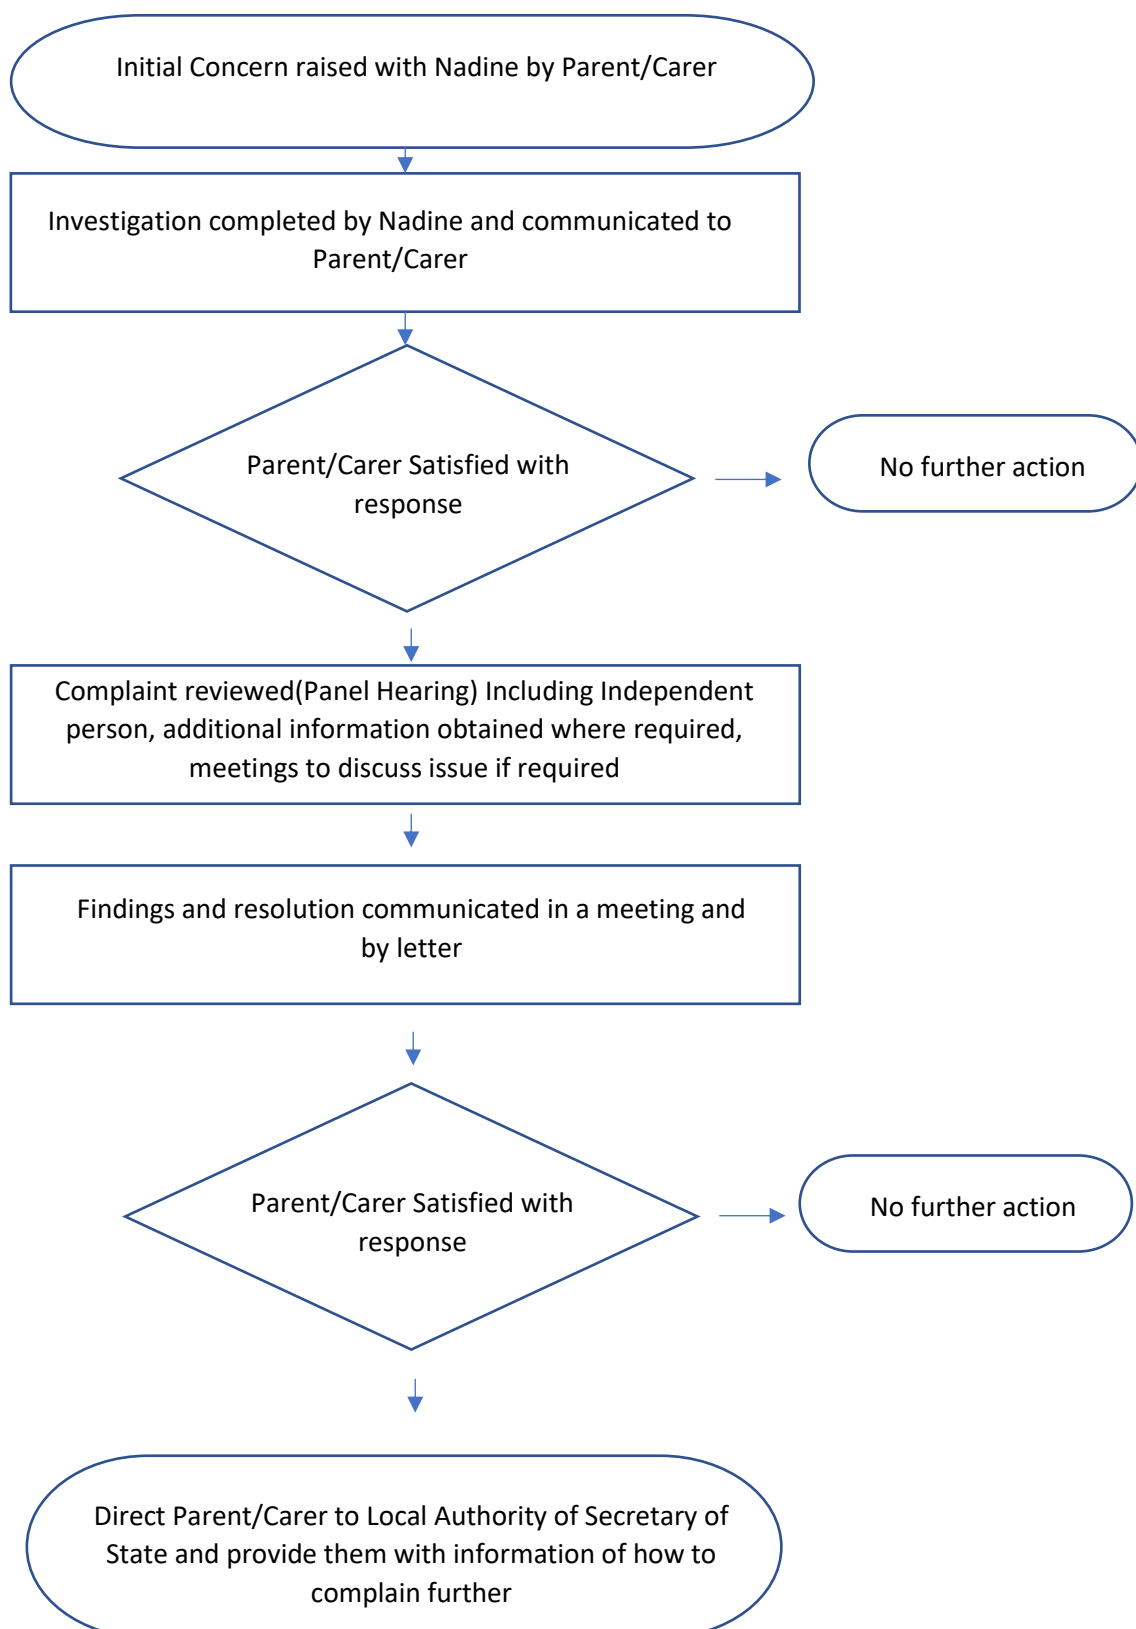 Initial Concern raised with Nadine by Parent/Carer
Investigation completed by Nadine and communicated to
Parent/Carer
Parent/Carer Satisfied with
response
No further action
Complaint reviewed(Panel Hearing) Including Independent
person, additional information obtained where required,
meetings to discuss issue if required
Findings and resolution communicated in a meeting and
by letter
Parent/Carer Satisfied with
response
No further action
Direct Parent/Carer to Local Authority of Secretary of
State and provide them with information of how to
complain further